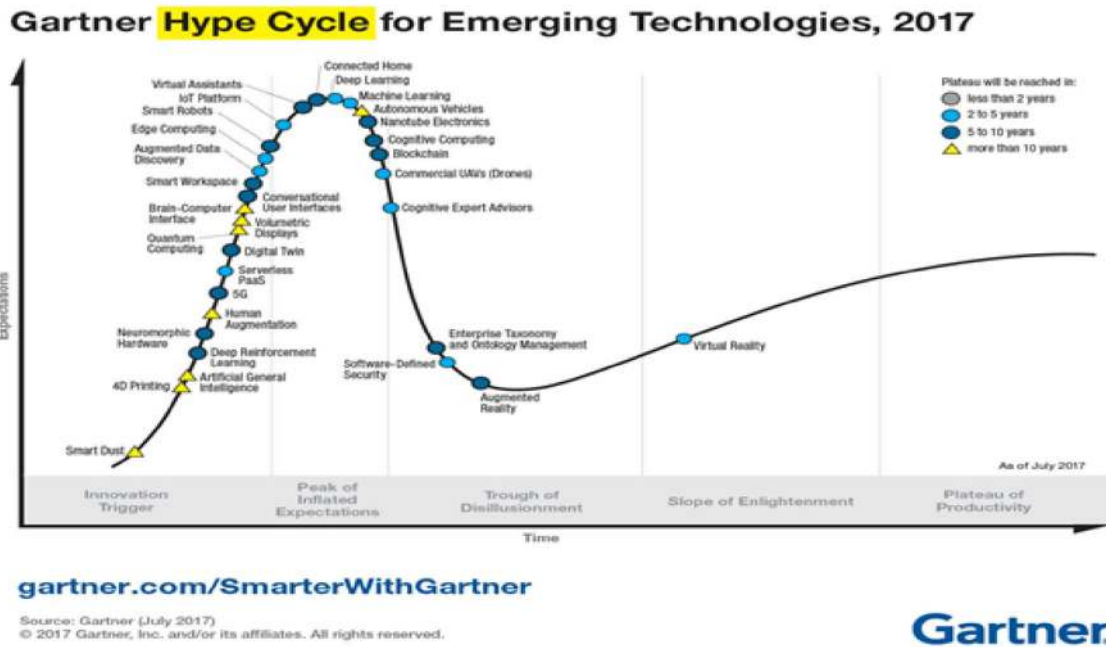 Gartner Hype Cycle for Emerging Technologies, 2017
Expectations
Connected Home
Virtual Assistants
Deep Learning
IoT Platform
Machine Learning
Smart Robots
Autonomous Vehicles
Nanotube Electronics
Edge Computing
Cognitive Computing
Augmented Data
Discovery
Blockchain
Smart Workspace
Commercial UAVs (Drones)
Conversational
User Interfaces
Brain-Computer
Interface
Cognitive Expert Advisors
Volumetric
Displays
Quantum
Computing
Digital Twin
Serverless
PaaS
5G
Human
Augmentation
Neuromorphic
Hardware
Deep Reinforcement
Learning
Artificial General
Intelligence
4D Printing
Smart Dust
Enterprise Taxonomy
and Ontology Management
Software-Defined
Security
Augmented
Reality
Virtual Reality
Plateau will be reached in:
less than 2 years
2 to 5 years
5 to 10 years
more than 10 years
As of July 2017
Innovation
Trigger
Peak of
Inflated
Expectations
Trough of
Disillusionment
Slope of Enlightenment
Plateau of
Productivity
Time
gartner.com/SmarterWithGartner
Source: Gartner (July 2017)
© 2017 Gartner, Inc. and/or its affiliates. All rights reserved.
Gartner